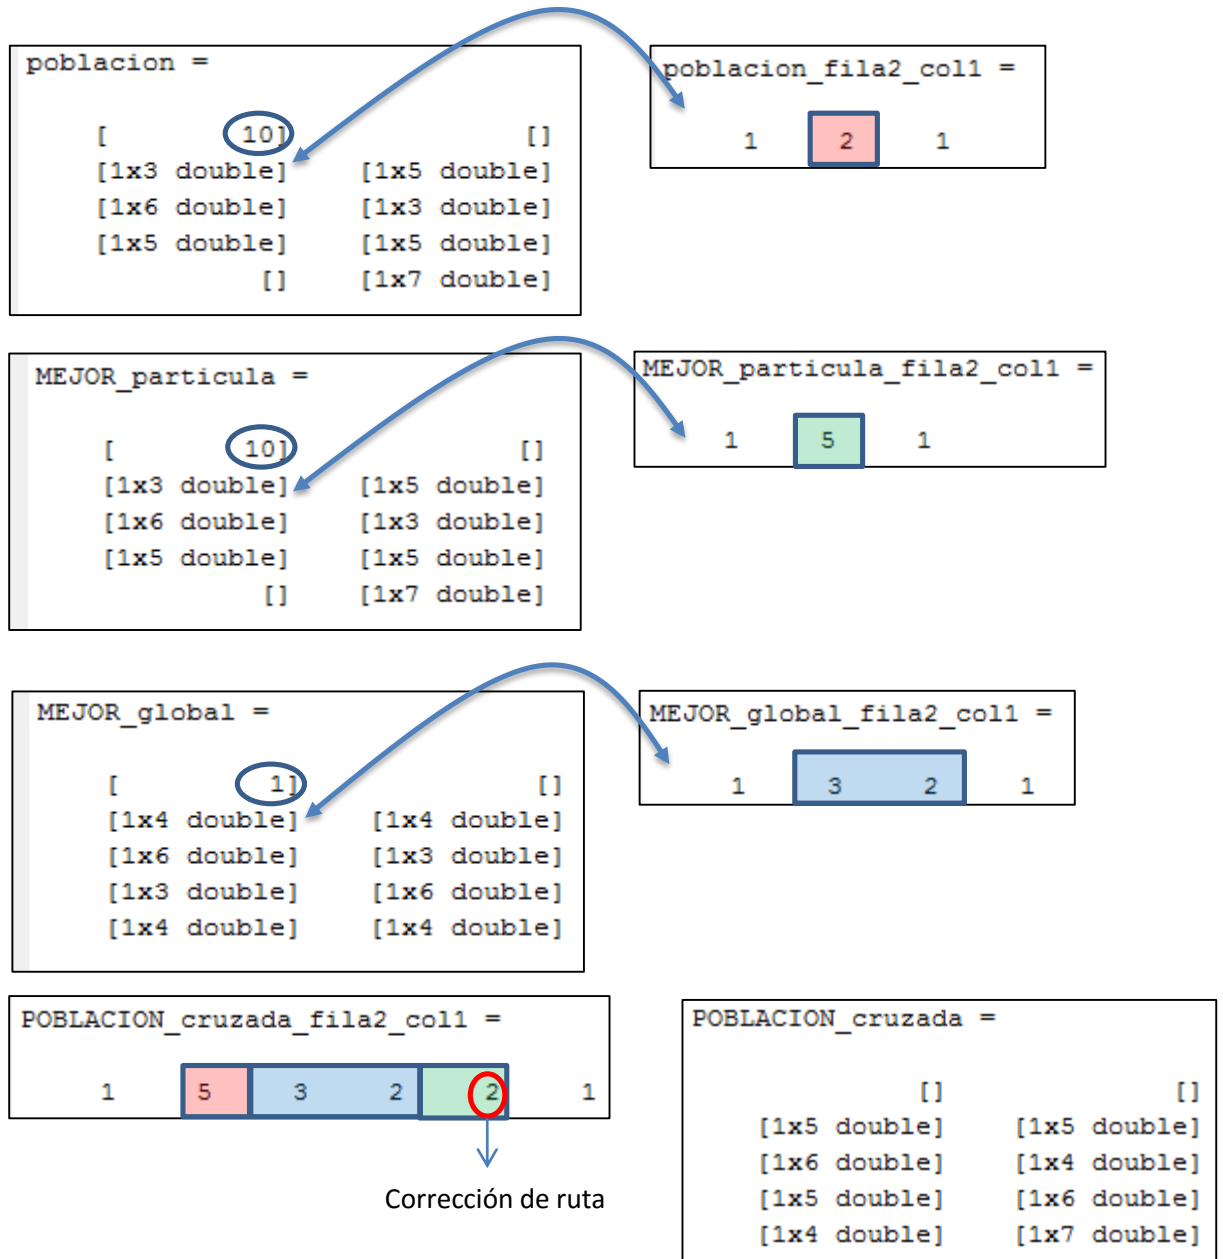 poblacion =
[ 10] []
[1x3 double] [1x5 double]
[1x6 double] [1x3 double]
[1x5 double] [1x5 double]
[] [1x7 double]
poblacion_fila2_col1 =
1 2 1
MEJOR_particula =
[ 10] []
[1x3 double] [1x5 double]
[1x6 double] [1x3 double]
[1x5 double] [1x5 double]
[] [1x7 double]
MEJOR_particula_fila2_col1 =
1 5 1
MEJOR_global =
[ 1] []
[1x4 double] [1x4 double]
[1x6 double] [1x3 double]
[1x3 double] [1x6 double]
[1x4 double] [1x4 double]
MEJOR_global_fila2_col1 =
1 3 2 1
POBLACION_cruzada_fila2_col1 =
1 5 3 2 2 1
Corrección de ruta
POBLACION_cruzada =
[] []
[1x5 double] [1x5 double]
[1x6 double] [1x4 double]
[1x5 double] [1x6 double]
[1x4 double] [1x7 double]